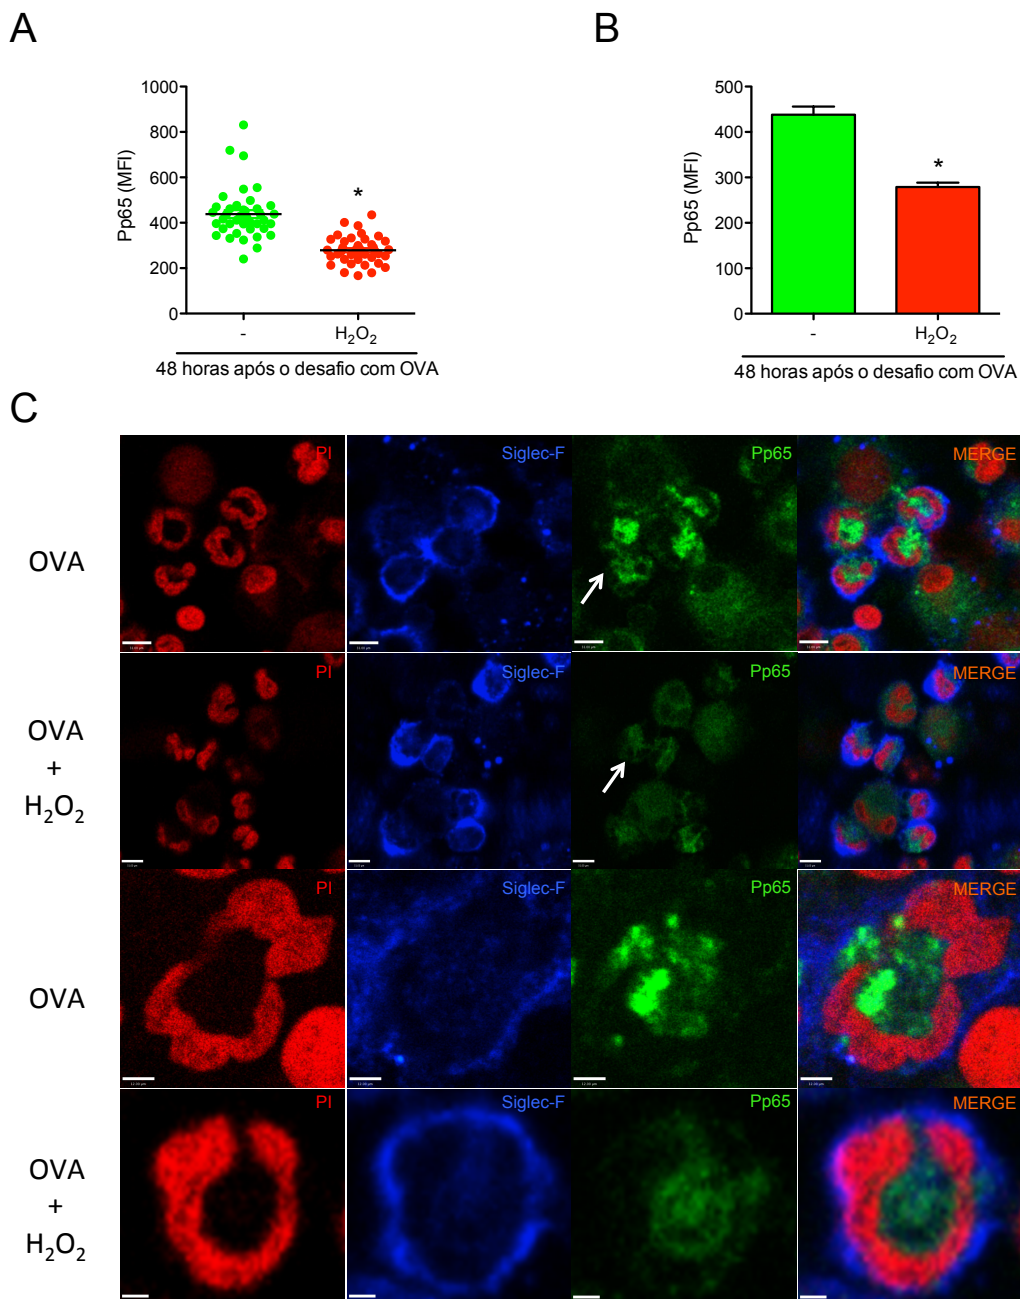 A
B
Pp65 (MFI)
1000
800
600
400
200
0
*
-
H₂O₂
48 horas após o desafio com OVA
Pp65 (MFI)
500
400
300
200
100
0
*
-
H₂O₂
48 horas após o desafio com OVA
C
OVA
PI
Siglec-F
Pp65
MERGE
OVA
+
H₂O₂
PI
Siglec-F
Pp65
MERGE
OVA
PI
Siglec-F
Pp65
MERGE
OVA
+
H₂O₂
PI
Siglec-F
Pp65
MERGE